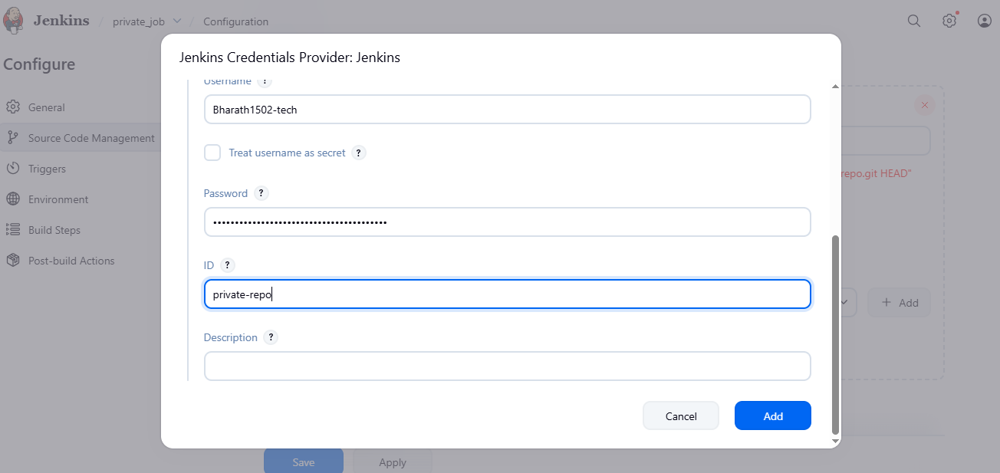 Jenkins / private_job / Configuration
Configure
General
Source Code Management
Triggers
Environment
Build Steps
Post-build Actions
Jenkins Credentials Provider: Jenkins
Username ?
Bharath1502-tech
Treat username as secret ?
Password ?
••••••••••••••••••••••••••••••••••••••••
ID ?
private-repo
Description ?
Cancel
Add
repo.git HEAD"
+ Add
Save
Apply